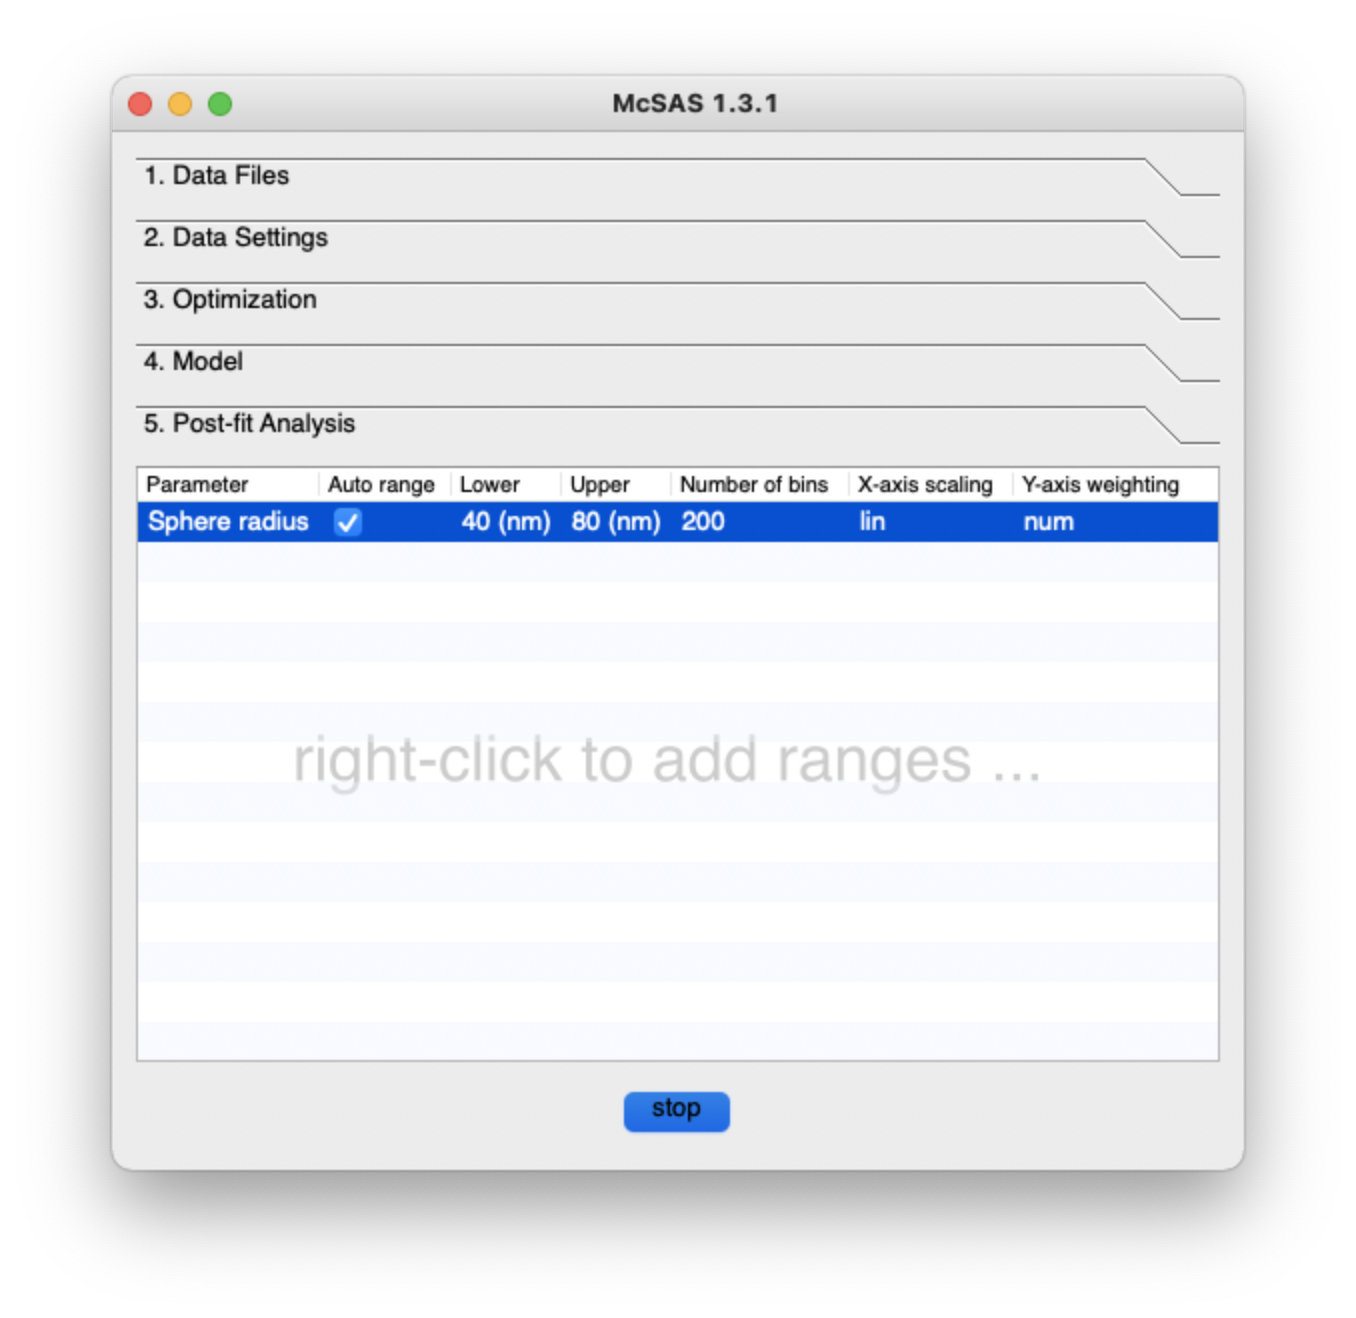 McSAS 1.3.1
1. Data Files
2. Data Settings
3. Optimization
4. Model
5. Post-fit Analysis
Parameter Auto range Lower Upper Number of bins X-axis scaling Y-axis weighting
Sphere radius 40 (nm) 80 (nm) 200 lin num
right-click to add ranges ...
stop